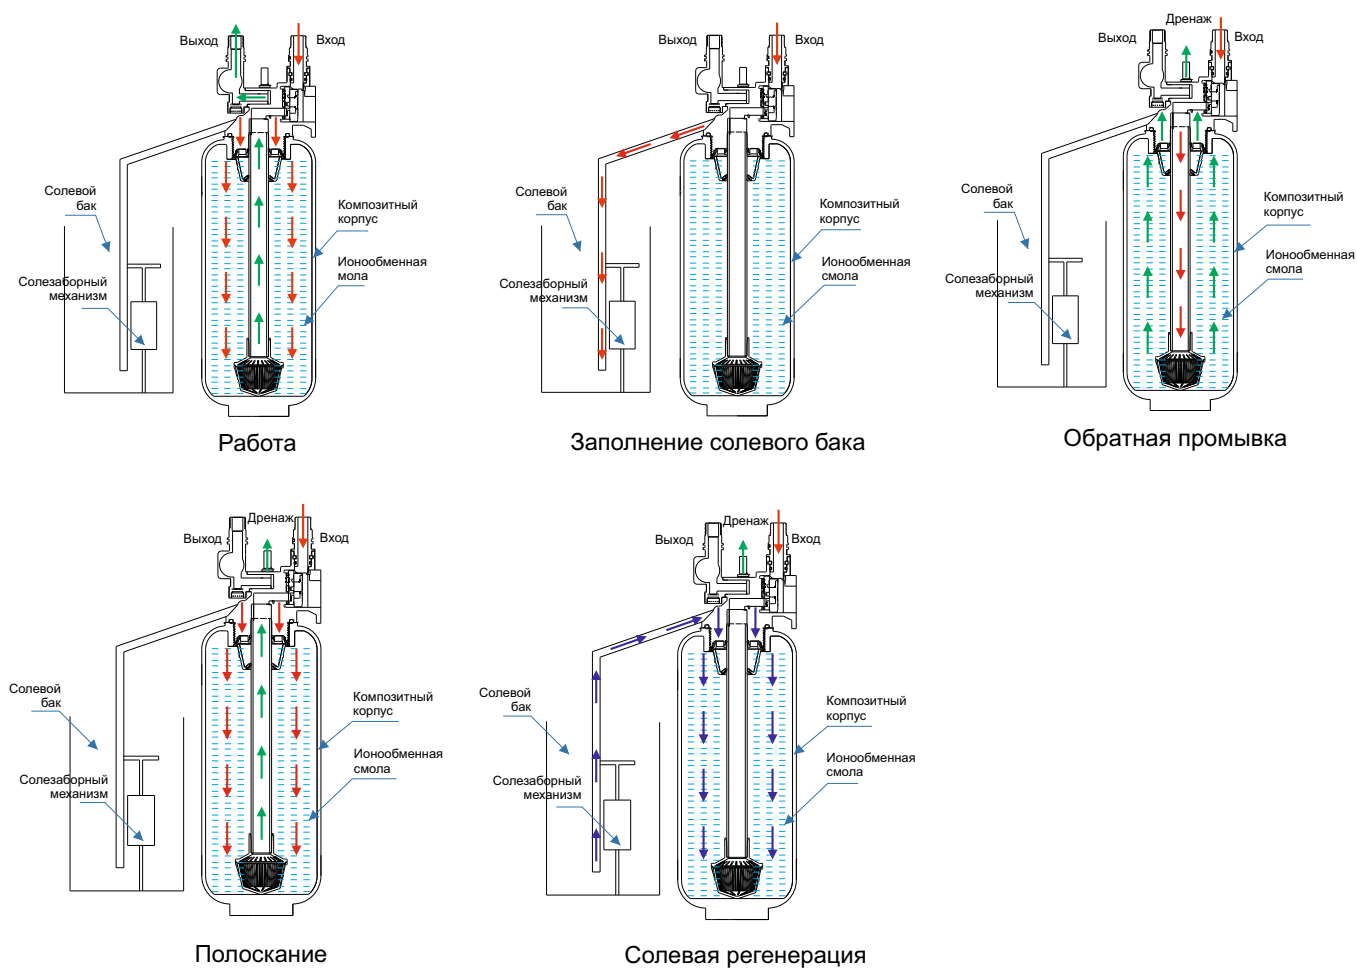 Выход
Вход
Солевой
бак
Композитный
корпус
Ионообменная
мола
Солезаборный
механизм
Работа
Выход
Вход
Солевой
бак
Композитный
корпус
Ионообменная
смола
Солезаборный
механизм
Заполнение солевого бака
Дренаж
Выход
Вход
Солевой
бак
Композитный
корпус
Ионообменная
смола
Солезаборный
механизм
Обратная промывка
Дренаж
Выход
Вход
Солевой
бак
Композитный
корпус
Ионообменная
смола
Солезаборный
механизм
Полоскание
Дренаж
Выход
Вход
Солевой
бак
Композитный
корпус
Ионообменная
смола
Солезаборный
механизм
Солевая регенерация